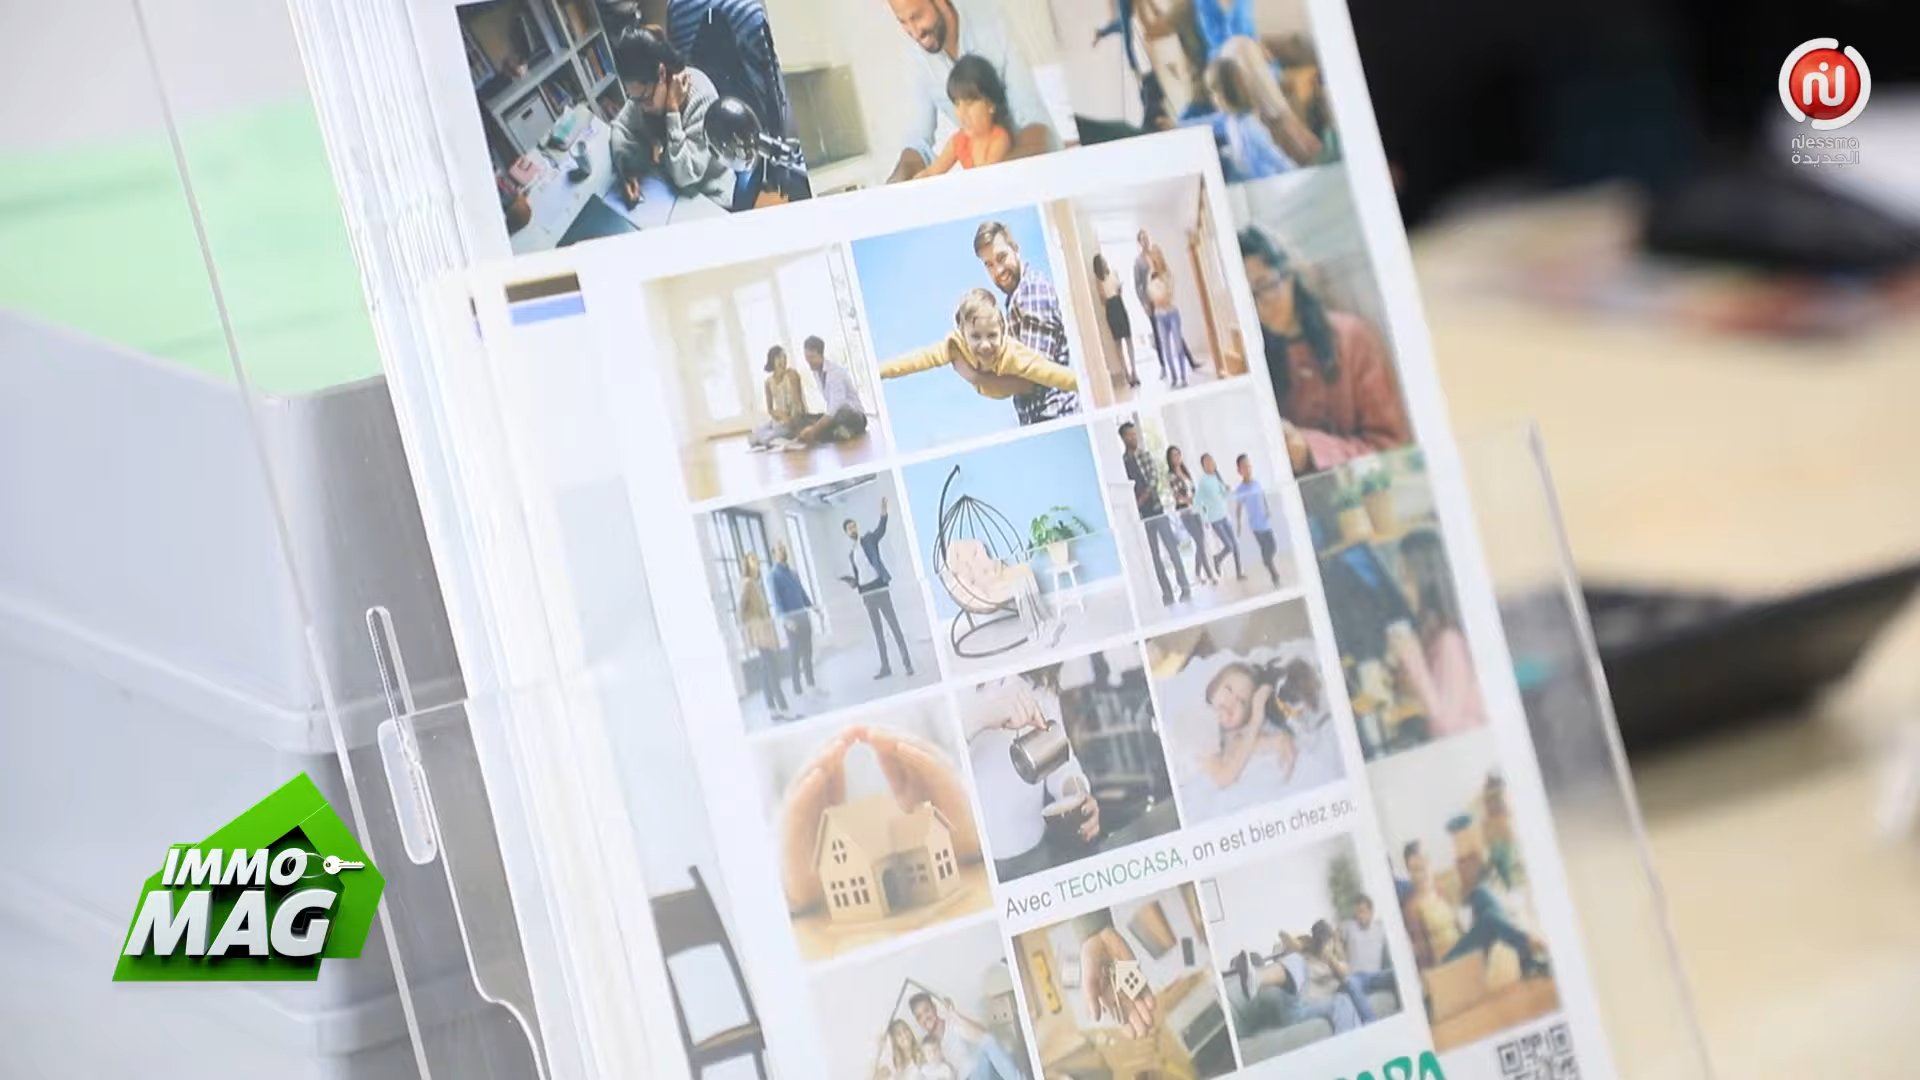 Nessma
الجديدة
Avec TECNOCASA, on est bien chez soi
IMMO
MAG